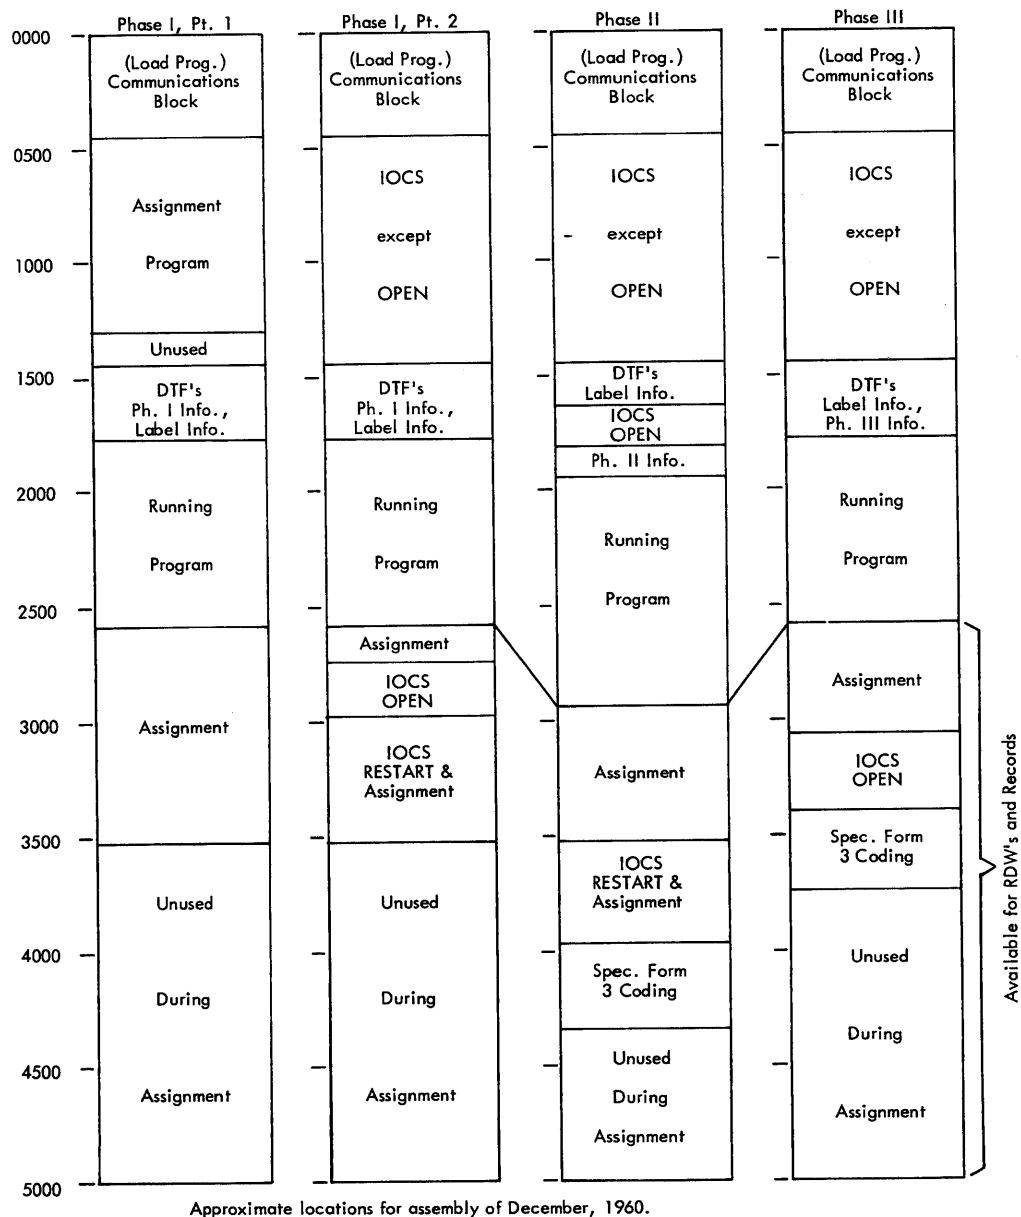 Phase I, Pt. 1
Phase I, Pt. 2
Phase II
Phase III
0000
0500
1000
1500
2000
2500
3000
3500
4000
4500
5000
(Load Prog.)
Communications
Block
Assignment
Program
Unused
DTF's
Ph. I Info.,
Label Info.
Running
Program
Assignment
Unused
During
Assignment
(Load Prog.)
Communications
Block
IOCS
except
OPEN
DTF's
Ph. I Info.,
Label Info.
Running
Program
Assignment
IOCS
OPEN
IOCS
RESTART &
Assignment
Unused
During
Assignment
(Load Prog.)
Communications
Block
IOCS
except
OPEN
DTF's
Label Info.
IOCS
OPEN
Ph. II Info.
Running
Program
Assignment
IOCS
RESTART &
Assignment
Spec. Form
3 Coding
Unused
During
Assignment
(Load Prog.)
Communications
Block
IOCS
except
OPEN
DTF's
Label Info.,
Ph. III Info.
Running
Program
Assignment
IOCS
OPEN
Spec. Form
3 Coding
Unused
During
Assignment
Available for RDW's and Records
Approximate locations for assembly of December, 1960.